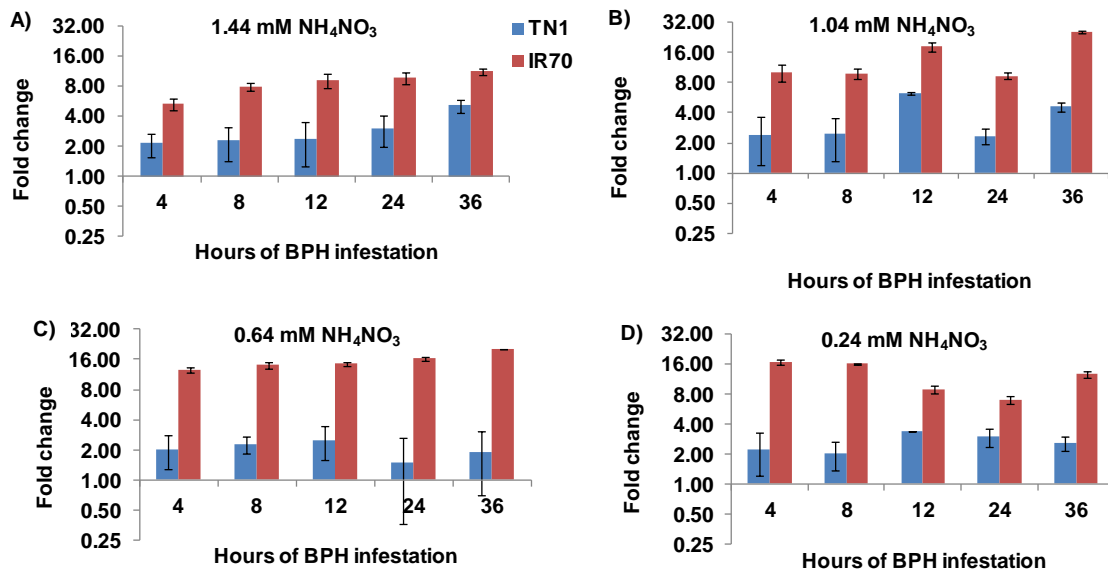 A)
1.44 mM NH₄NO₃
TN1
IR70
Fold change
32.00
16.00
8.00
4.00
2.00
1.00
0.50
0.25
4 8 12 24 36
Hours of BPH infestation
B)
1.04 mM NH₄NO₃
Fold change
32.00
16.00
8.00
4.00
2.00
1.00
0.50
0.25
4 8 12 24 36
Hours of BPH infestation
C)
0.64 mM NH₄NO₃
Fold change
32.00
16.00
8.00
4.00
2.00
1.00
0.50
0.25
4 8 12 24 36
Hours of BPH infestation
D)
0.24 mM NH₄NO₃
Fold change
32.00
16.00
8.00
4.00
2.00
1.00
0.50
0.25
4 8 12 24 36
Hours of BPH infestation